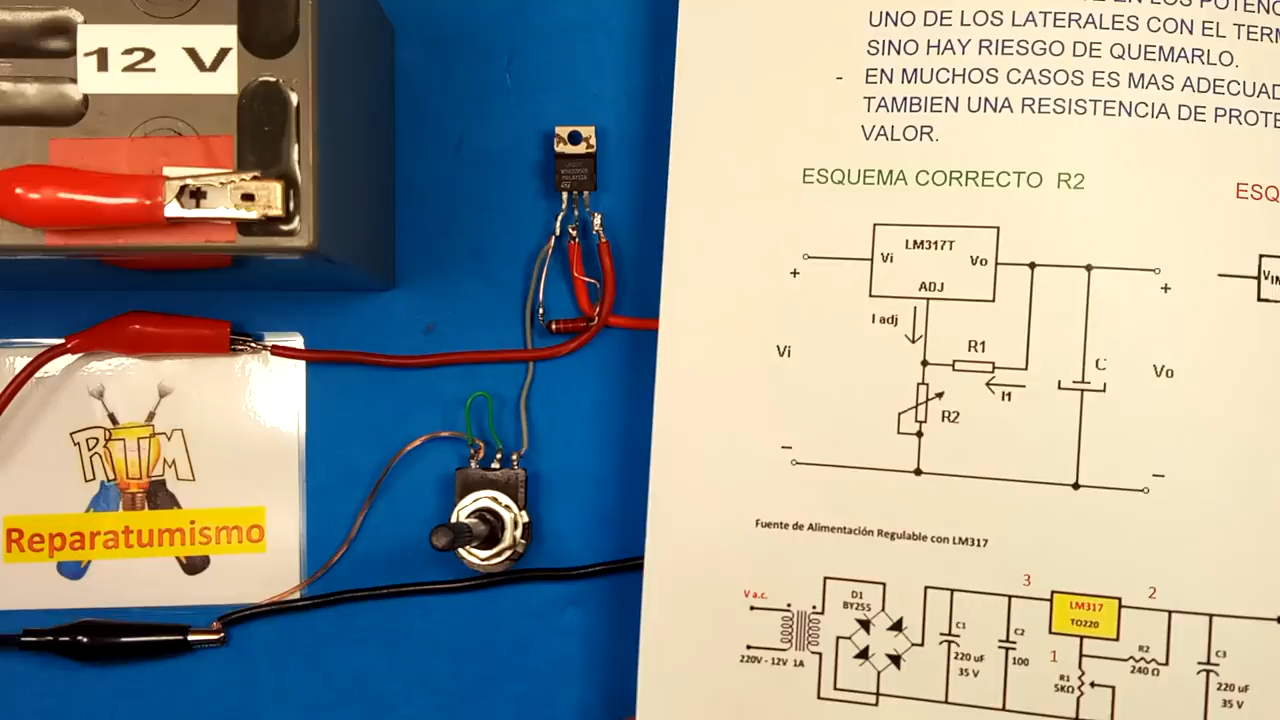 12 V
+
-
RTM
Reparatumismo
EN LOS
UNO DE LOS LATERALES CON EL
SINO HAY RIESGO DE QUEMARLO.
- EN MUCHOS CASOS ES MAS
TAMBIEN UNA RESISTENCIA DE
VALOR.
ESQUEMA CORRECTO R2
LM317T
Vi
Vo
ADJ
+
+
I adj
R1
Vi
C
Vo
I1
R2
-
-
Fuente de Alimentación Regulable con LM317
V a.c.
D1
BY255
3
2
LM317
TO220
C1
220 uF
35 V
C2
100
1
R1
5KΩ
R2
240 Ω
C3
220 uF
35 V
220V - 12V 1A